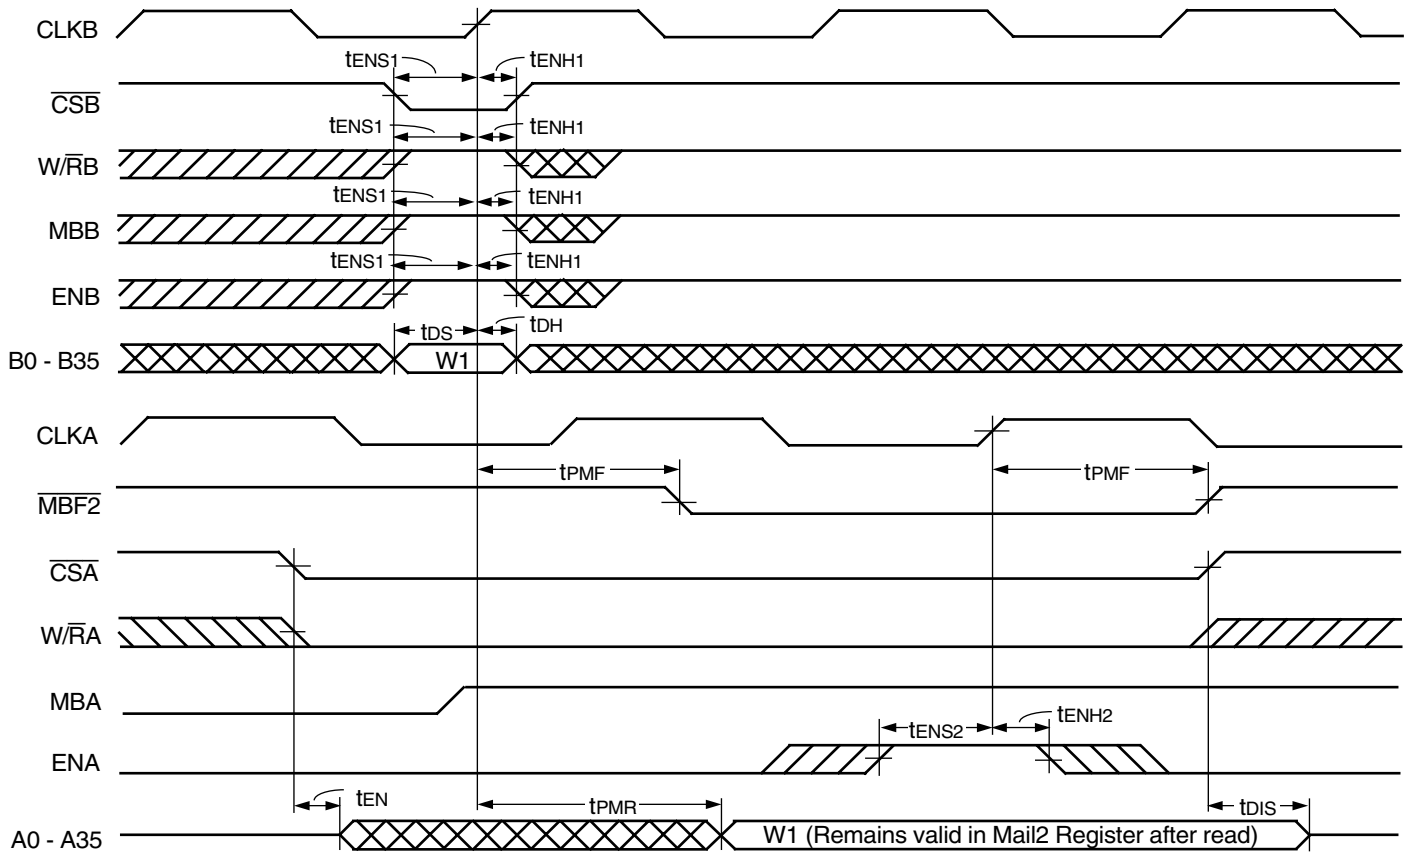 CLKB
tENS1 tENH1
CSB
tENS1 tENH1
W/RB
tENS1 tENH1
MBB
tENS1 tENH1
ENB
tDS tDH
B0 - B35 W1
CLKA
tPMF tPMF
MBF2
CSA
W/RA
MBA
tENS2 tENH2
ENA
tEN tPMR tDIS
A0 - A35 W1 (Remains valid in Mail2 Register after read)